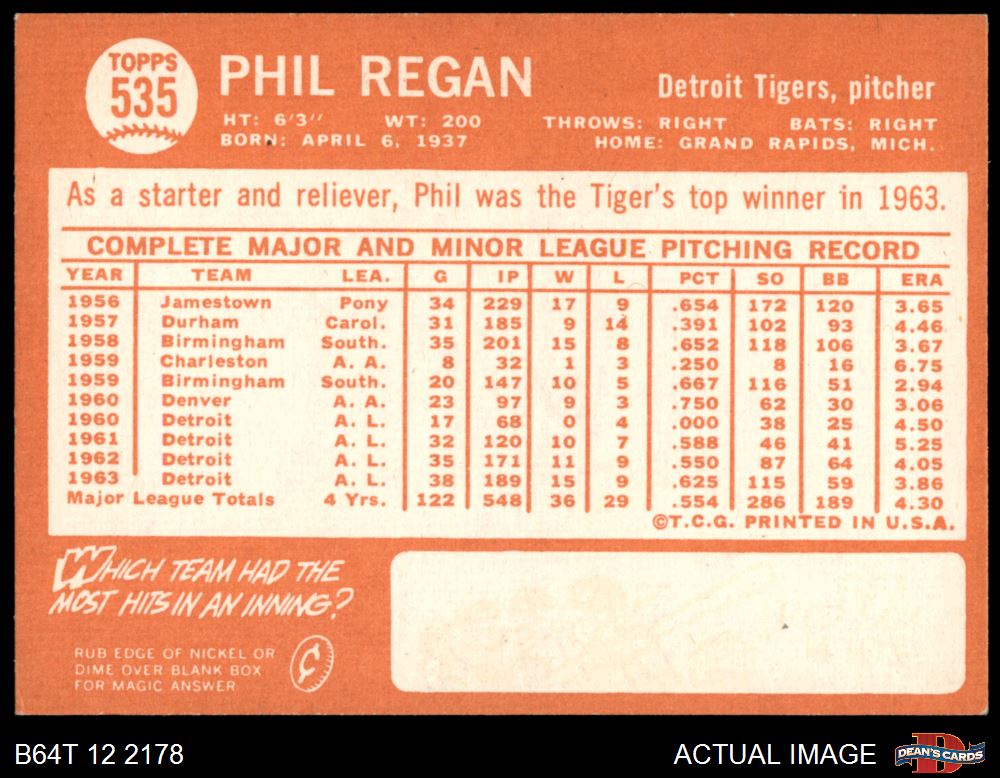 TOPPS
535
PHIL REGAN
Detroit Tigers, pitcher
HT: 6'3" WT: 200 THROWS: RIGHT BATS: RIGHT
BORN: APRIL 6, 1937 HOME: GRAND RAPIDS, MICH.
As a starter and reliever, Phil was the Tiger's top winner in 1963.
COMPLETE MAJOR AND MINOR LEAGUE PITCHING RECORD
YEAR TEAM LEA. G IP W L PCT SO BB ERA
1956 Jamestown Pony 34 229 17 9 .654 172 120 3.65
1957 Durham Carol. 31 185 9 14 .391 102 93 4.46
1958 Birmingham South. 35 201 15 8 .652 118 106 3.67
1959 Charleston A. A. 8 32 1 3 .250 8 16 6.75
1959 Birmingham South. 20 147 10 5 .667 116 51 2.94
1960 Denver A. A. 23 97 9 3 .750 62 30 3.06
1960 Detroit A. L. 17 68 0 4 .000 38 25 4.50
1961 Detroit A. L. 32 120 10 7 .588 46 41 5.25
1962 Detroit A. L. 35 171 11 9 .550 87 64 4.05
1963 Detroit A. L. 38 189 15 9 .625 115 59 3.86
Major League Totals 4 Yrs. 122 548 36 29 .554 286 189 4.30
©T.C.G. PRINTED IN U.S.A.
WHICH TEAM HAD THE
MOST HITS IN AN INNING?
RUB EDGE OF NICKEL OR
DIME OVER BLANK BOX
FOR MAGIC ANSWER
¢
B64T 12 2178
ACTUAL IMAGE
D
DEAN'S CARDS